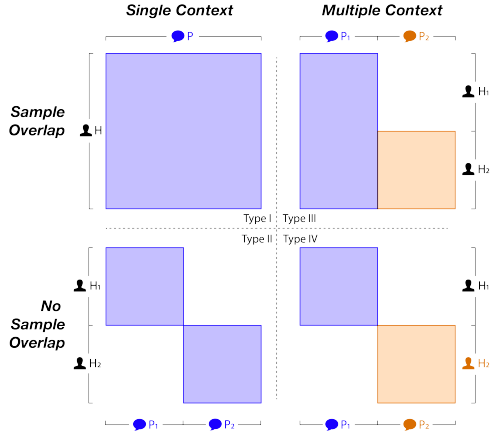 Single Context
Multiple Context
P
P₁
P₂
Sample
Overlap
H
H₁
H₂
Type I
Type III
Type II
Type IV
No
Sample
Overlap
H₁
H₂
H₁
H₂
P₁
P₂
P₁
P₂